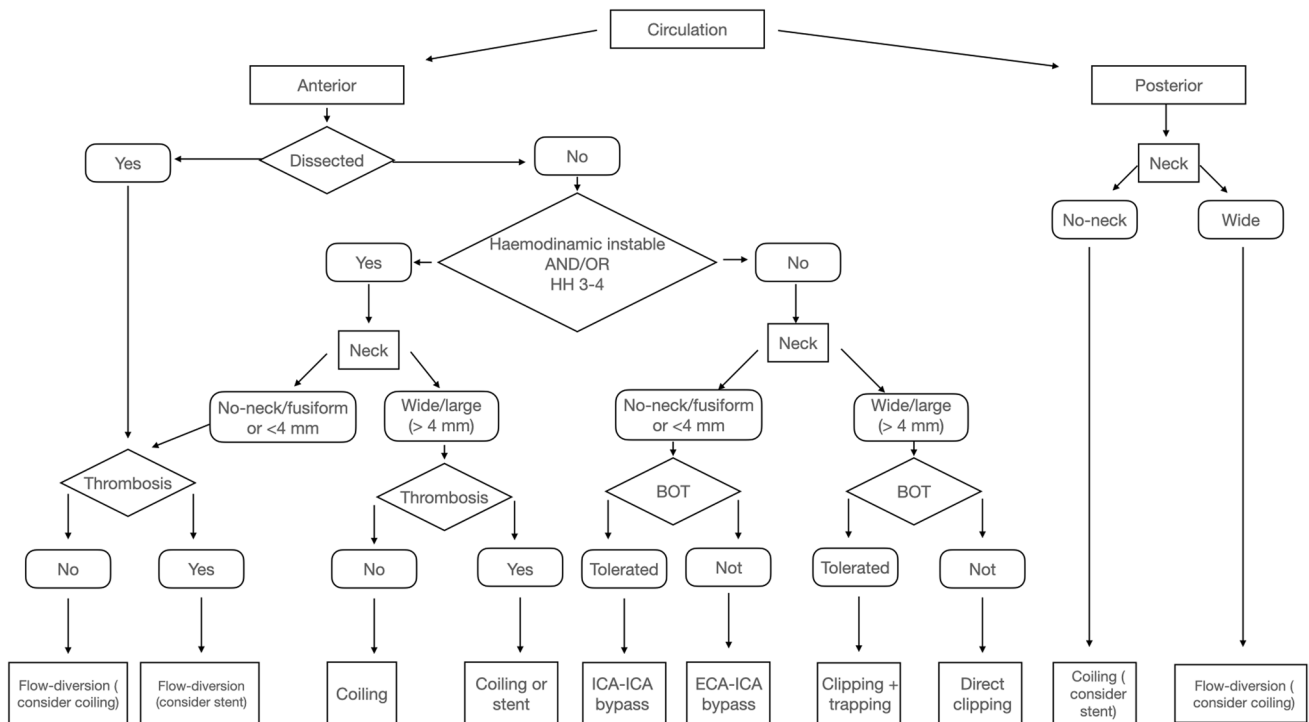 Circulation
Anterior
Posterior
Dissected
Yes
No
Neck
No-neck
Wide
Haemodinamic instable
AND/OR
HH 3-4
Yes
No
Neck
Neck
No-neck/fusiform
or <4 mm
Wide/large
(> 4 mm)
No-neck/fusiform
or <4 mm
Wide/large
(> 4 mm)
Thrombosis
Thrombosis
BOT
BOT
No
Yes
No
Yes
Tolerated
Not
Tolerated
Not
Flow-diversion (
consider coiling)
Flow-diversion
(consider stent)
Coiling
Coiling or
stent
ICA-ICA
bypass
ECA-ICA
bypass
Clipping +
trapping
Direct
clipping
Coiling (
consider
stent)
Flow-diversion (
consider coiling)